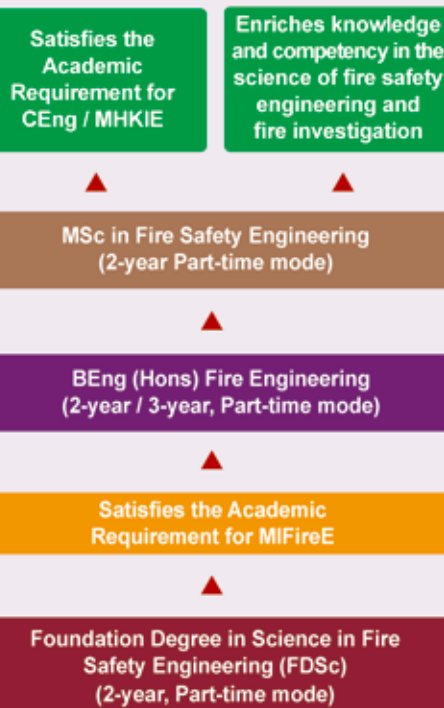 Satisfies the
Academic
Requirement for
CEng / MHKIE
Enriches knowledge
and competency in the
science of fire safety
engineering and
fire investigation
MSc in Fire Safety Engineering
(2-year Part-time mode)
BEng (Hons) Fire Engineering
(2-year / 3-year, Part-time mode)
Satisfies the Academic
Requirement for MIFireE
Foundation Degree in Science in Fire
Safety Engineering (FDSc)
(2-year, Part-time mode)